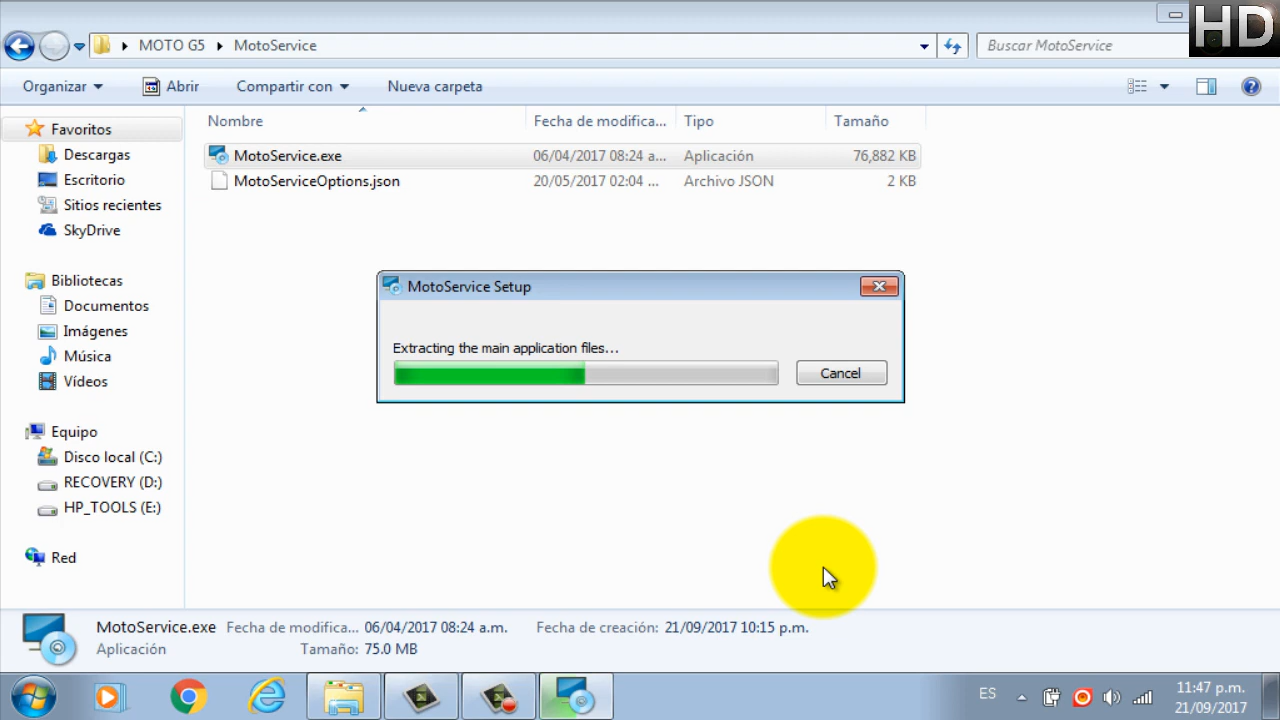 HD
MOTO G5 MotoService
Buscar MotoService
Organizar Abrir Compartir con Nueva carpeta
Nombre Fecha de modifica... Tipo Tamaño
Favoritos
MotoService.exe 06/04/2017 08:24 a... Aplicación 76,882 KB
Descargas
MotoServiceOptions.json 20/05/2017 02:04 ... Archivo JSON 2 KB
Escritorio
Sitios recientes
SkyDrive
Bibliotecas
Documentos
Imágenes
Música
Vídeos
Equipo
Disco local (C:)
RECOVERY (D:)
HP_TOOLS (E:)
Red
MotoService Setup
Extracting the main application files...
Cancel
MotoService.exe Fecha de modifica... 06/04/2017 08:24 a.m. Fecha de creación: 21/09/2017 10:15 p.m.
Aplicación Tamaño: 75.0 MB
ES
11:47 p.m.
21/09/2017